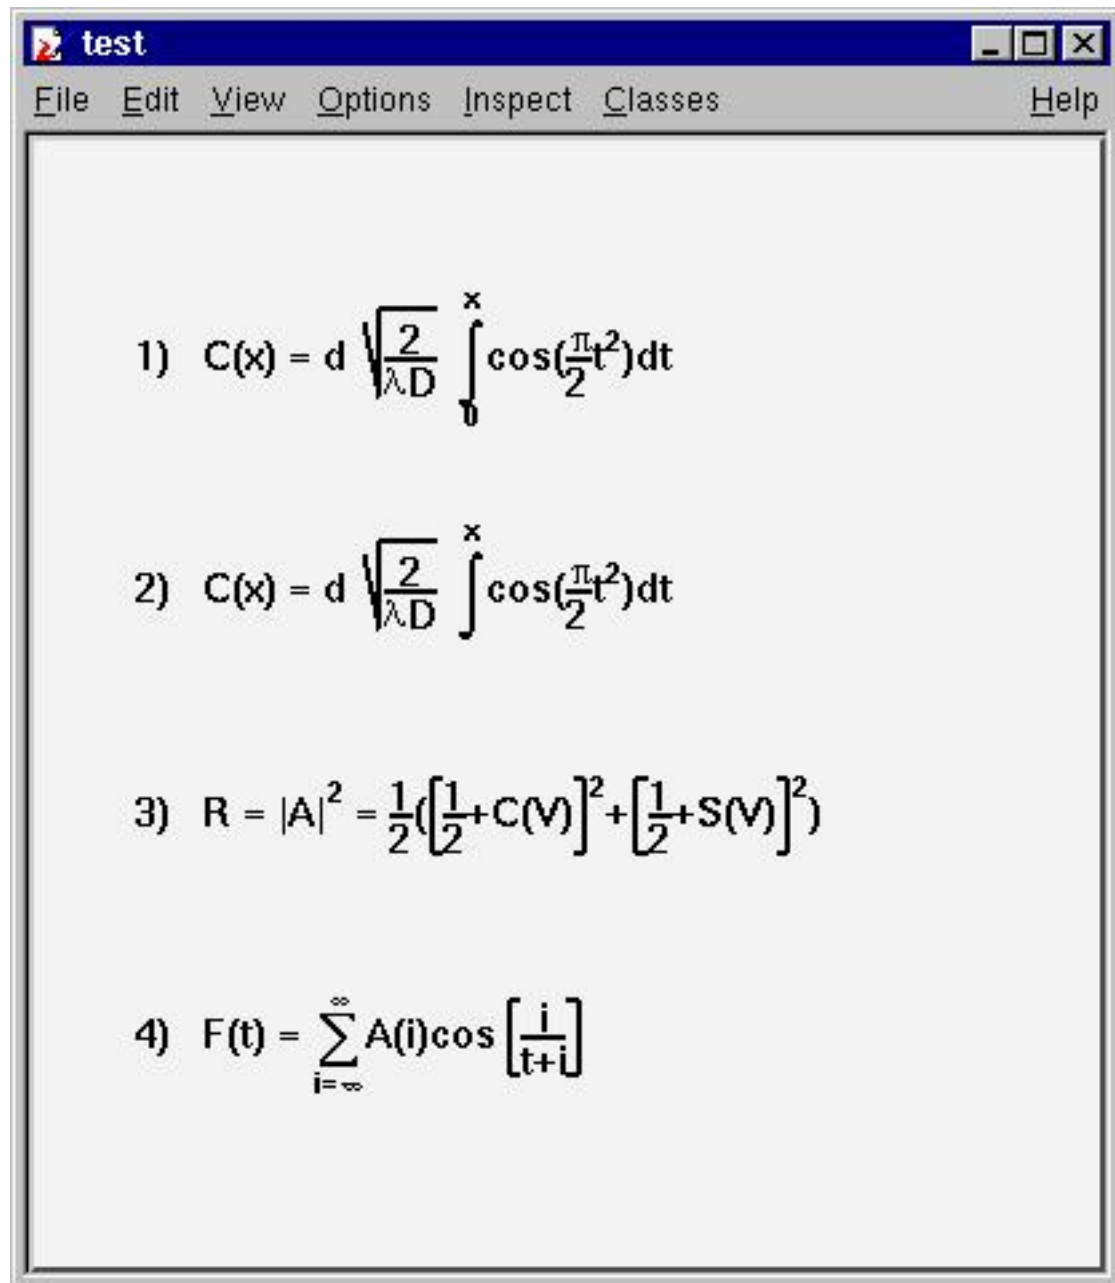 test
File Edit View Options Inspect Classes Help
1) C(x) = d √(2/λD) ∫₀ˣ cos(π/2 t²)dt
2) C(x) = d √(2/λD) ∫ˣ cos(π/2 t²)dt
3) R = |A|² = 1/2([1/2+C(V)]²+[1/2+S(V)]²)
4) F(t) = ∑ i=∞ ∞ A(i)cos [i/t+i]